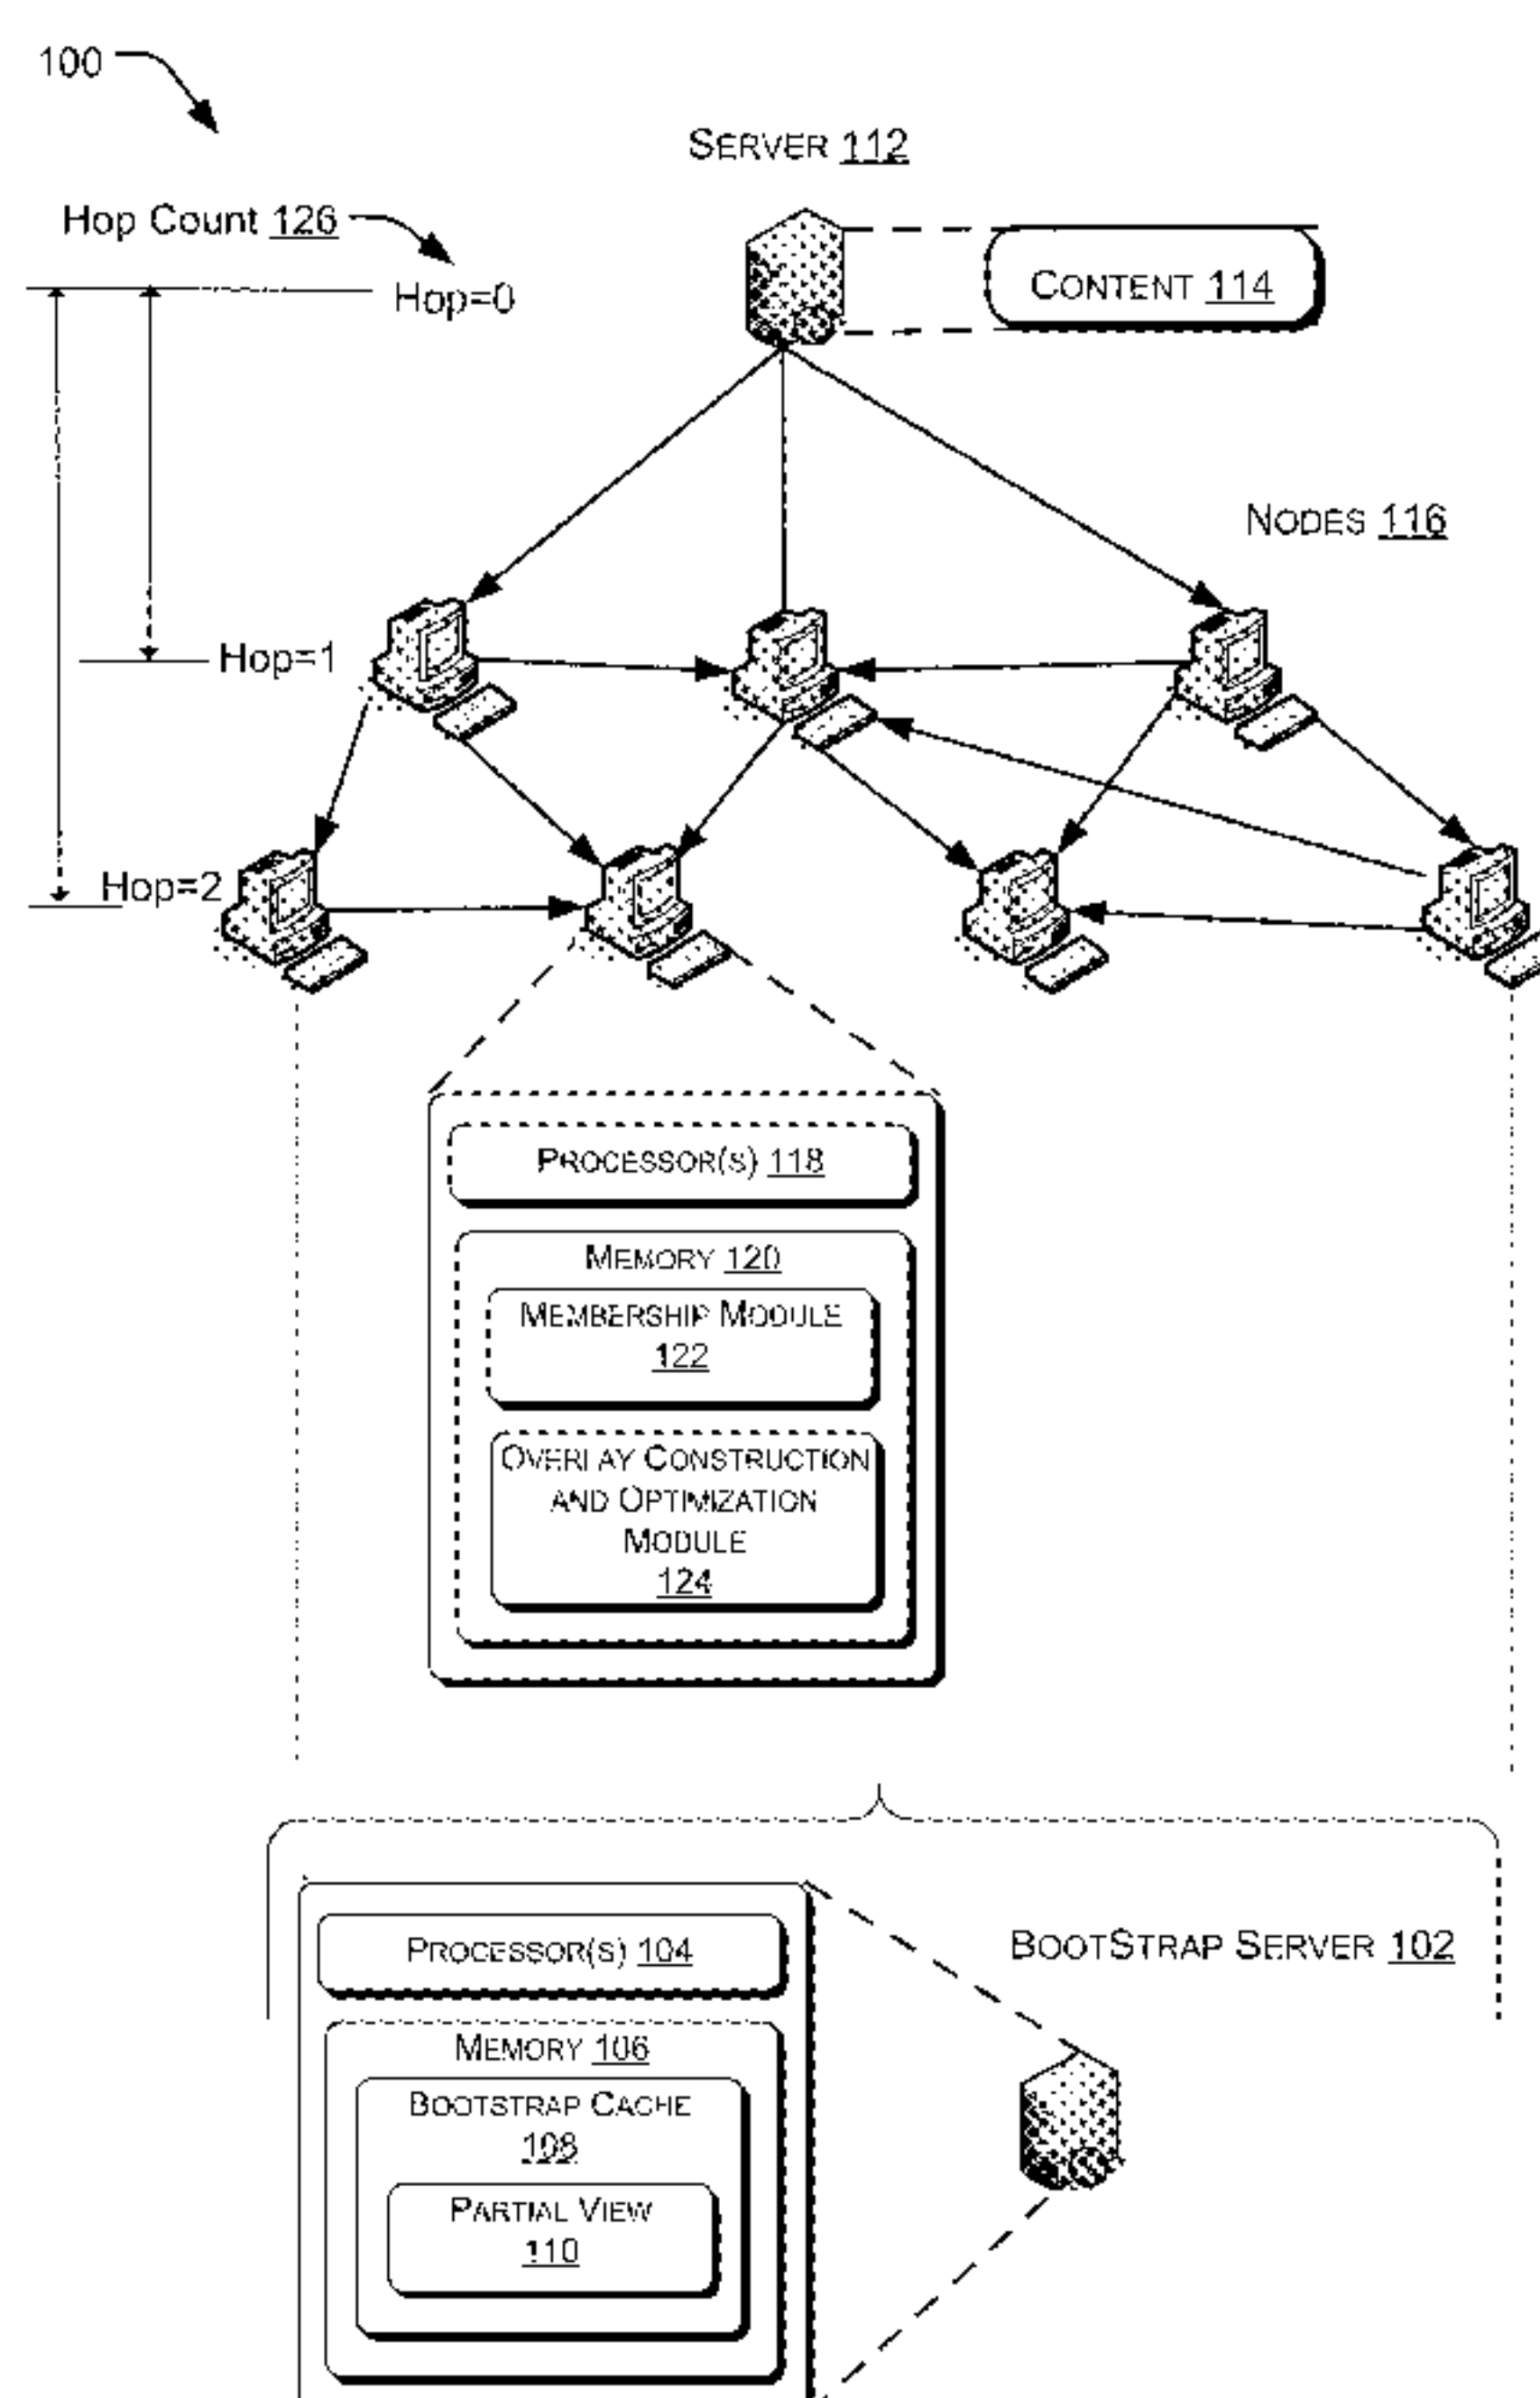 100
SERVER 112
Hop Count 126
Hop=0
CONTENT 114
NODES 116
Hop=1
Hop=2
PROCESSOR(S) 118
MEMORY 120
MEMBERSHIP MODULE
122
OVERLAY CONSTRUCTION
AND OPTIMIZATION
MODULE
124
PROCESSOR(S) 104
BOOTSTRAP SERVER 102
MEMORY 106
BOOTSTRAP CACHE
108
PARTIAL VIEW
110